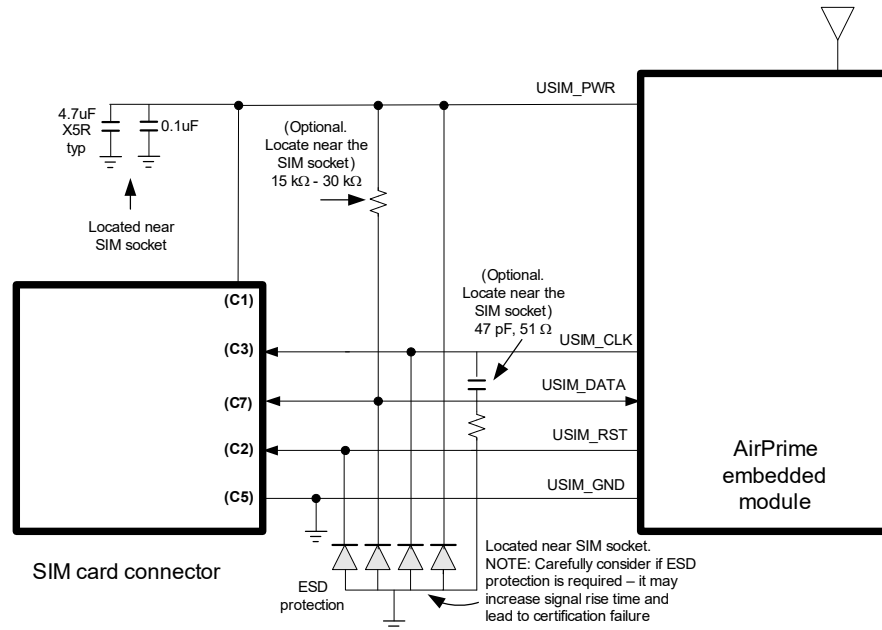 USIM_PWR
4.7uF
X5R
typ
0.1uF
Located near
SIM socket
(Optional.
Locate near the
SIM socket)
15 kΩ - 30 kΩ
(C1)
(C3)
(C7)
(C2)
(C5)
(Optional.
Locate near the
SIM socket)
47 pF, 51 Ω
USIM_CLK
USIM_DATA
USIM_RST
USIM_GND
AirPrime
embedded
module
SIM card connector
ESD
protection
Located near SIM socket.
NOTE: Carefully consider if ESD
protection is required – it may
increase signal rise time and
lead to certification failure